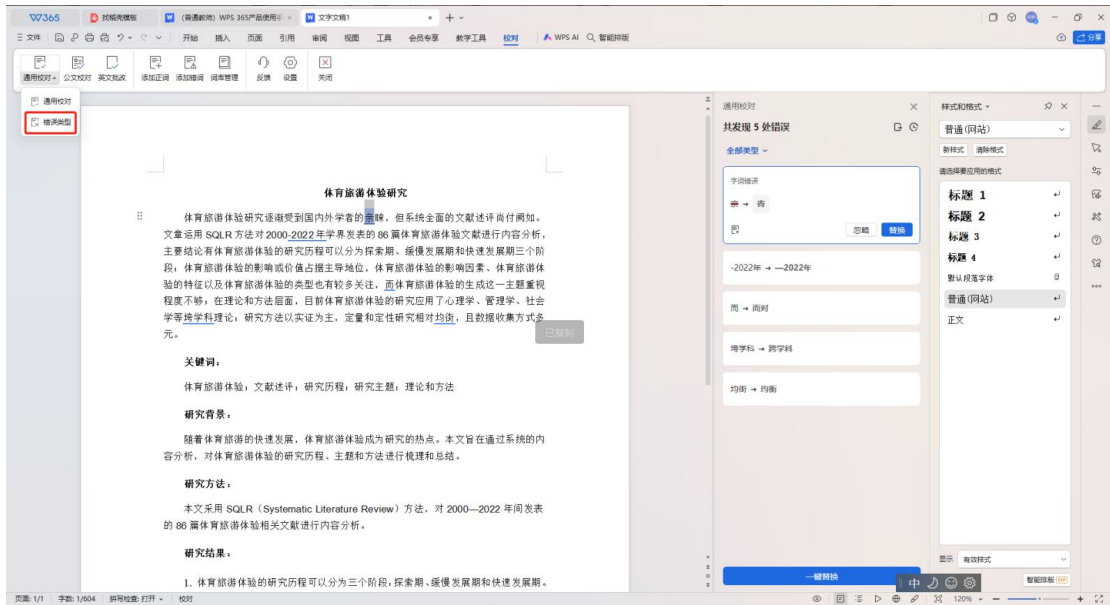 WPS365
找稻壳模板
(普通教师) WPS 365产品使用
文字文稿1
文件
开始
插入
页面
引用
审阅
视图
工具
会员专享
教学工具
校对
WPS AI
智能排版
分享
通用校对
公文校对
英文批改
添加正词
添加错词
词库管理
反馈
设置
关闭
通用校对
错误类型
体育旅游体验研究
体育旅游体验研究逐渐受到国内外学者的亲睐，但系统全面的文献述评尚付阙如。
文章运用 SQLR 方法对 2000-2022 年学界发表的 86 篇体育旅游体验文献进行内容分析，
主要结论有体育旅游体验的研究历程可以分为探索期、缓慢发展期和快速发展期三个阶
段；体育旅游体验的影响或价值占据主导地位，体育旅游体验的影响因素、体育旅游体
验的特征以及体育旅游体验的类型也有较多关注，而体育旅游体验的生成这一主题重视
程度不够；在理论和方法层面，目前体育旅游体验的研究应用了心理学、管理学、社会
学等垮学科理论；研究方法以实证为主，定量和定性研究相对均街，且数据收集方式多
元。
已复制
关键词：
体育旅游体验；文献述评；研究历程；研究主题；理论和方法
研究背景：
随着体育旅游的快速发展，体育旅游体验成为研究的热点。本文旨在通过系统的内
容分析，对体育旅游体验的研究历程、主题和方法进行梳理和总结。
研究方法：
本文采用 SQLR（Systematic Literature Review）方法，对 2000—2022 年间发表
的 86 篇体育旅游体验相关文献进行内容分析。
研究结果：
1. 体育旅游体验的研究历程可以分为三个阶段：探索期、缓慢发展期和快速发展期。
通用校对
共发现 5 处错误
全部类型
字词错误
亲 → 青
忽略
替换
-2022年 → —2022年
而 → 而对
垮学科 → 跨学科
均街 → 均衡
一键替换
样式和格式
普通(网站)
新样式
清除格式
请选择要应用的格式
标题 1
标题 2
标题 3
标题 4
默认段落字体
a
普通(网站)
正文
显示
有效样式
智能排版
中
页面: 1/1
字数: 1/604
拼写检查: 打开
校对
120%